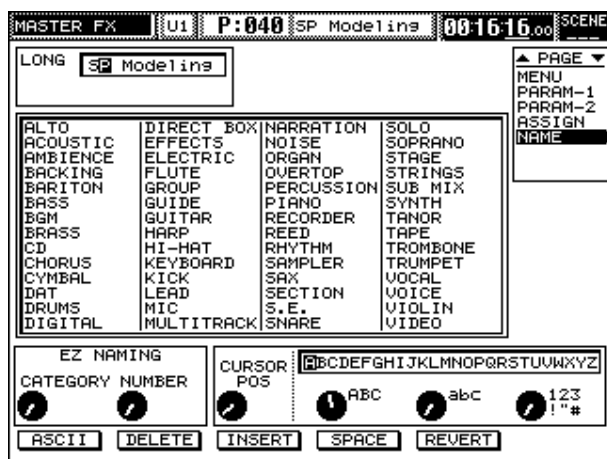 MASTER FX U1 P:040 SP Modeling 00:16:16.00 SCENE
LONG SP Modeling
▲ PAGE ▼
MENU
PARAM-1
PARAM-2
ASSIGN
NAME
ALTO DIRECT BOX NARRATION SOLO
ACOUSTIC EFFECTS NOISE SOPRANO
AMBIENCE ELECTRIC ORGAN STAGE
BACKING FLUTE OVERTOP STRINGS
BARITON GROUP PERCUSSION SUB MIX
BASS GUIDE PIANO SYNTH
BGM GUITAR RECORDER TANOR
BRASS HARP REED TAPE
CD HI-HAT RHYTHM TROMBONE
CHORUS KEYBOARD SAMPLER TRUMPET
CYMBAL KICK SAX VOCAL
DAT LEAD SECTION VOICE
DRUMS MIC S.E. VIOLIN
DIGITAL MULTITRACK SNARE VIDEO
EZ NAMING
CATEGORY NUMBER
CURSOR
POS
ABCDEFGHIJKLMNOPQRSTUVWXYZ
ABC abc 123
!"#
ASCII DELETE INSERT SPACE REVERT